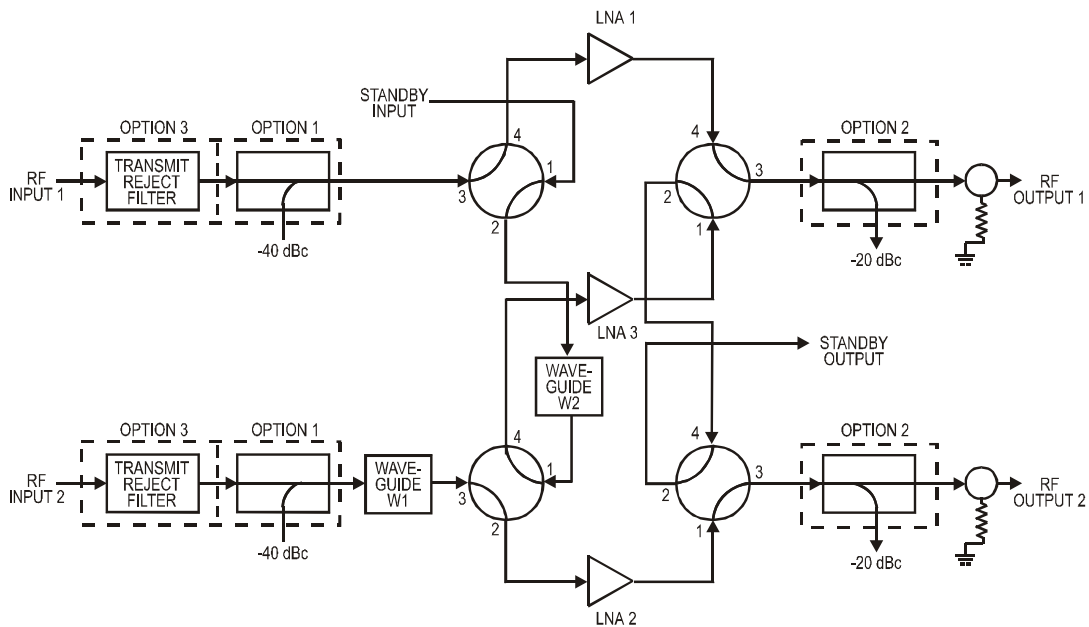 LNA 1
STANDBY
INPUT
OPTION 3
OPTION 1
4
4
OPTION 2
TRANSMIT
REJECT
FILTER
RF
INPUT 1
1
3
3
2
2
1
RF
OUTPUT 1
-40 dBc
-20 dBc
LNA 3
STANDBY
OUTPUT
WAVE-
GUIDE
W2
OPTION 3
OPTION 1
4
4
OPTION 2
RF
INPUT 2
TRANSMIT
REJECT
FILTER
WAVE-
GUIDE
W1
1
3
3
2
2
1
RF
OUTPUT 2
-40 dBc
-20 dBc
LNA 2